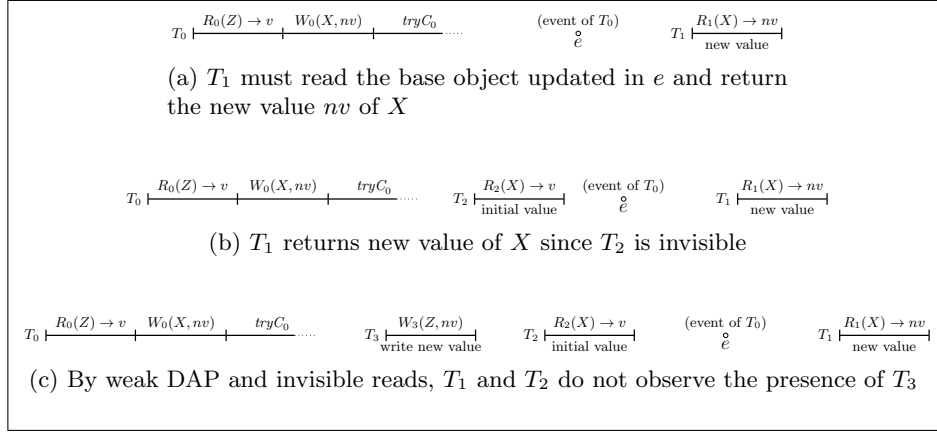 R₀(Z) → v W₀(X, nv) tryC₀ (event of T₀) R₁(X) → nv
T₀ e T₁
new value
(a) T₁ must read the base object updated in e and return
the new value nv of X
R₀(Z) → v W₀(X, nv) tryC₀ R₂(X) → v (event of T₀) R₁(X) → nv
T₀ T₂ e T₁
initial value new value
(b) T₁ returns new value of X since T₂ is invisible
R₀(Z) → v W₀(X, nv) tryC₀ W₃(Z, nv) R₂(X) → v (event of T₀) R₁(X) → nv
T₀ T₃ T₂ e T₁
write new value initial value new value
(c) By weak DAP and invisible reads, T₁ and T₂ do not observe the presence of T₃